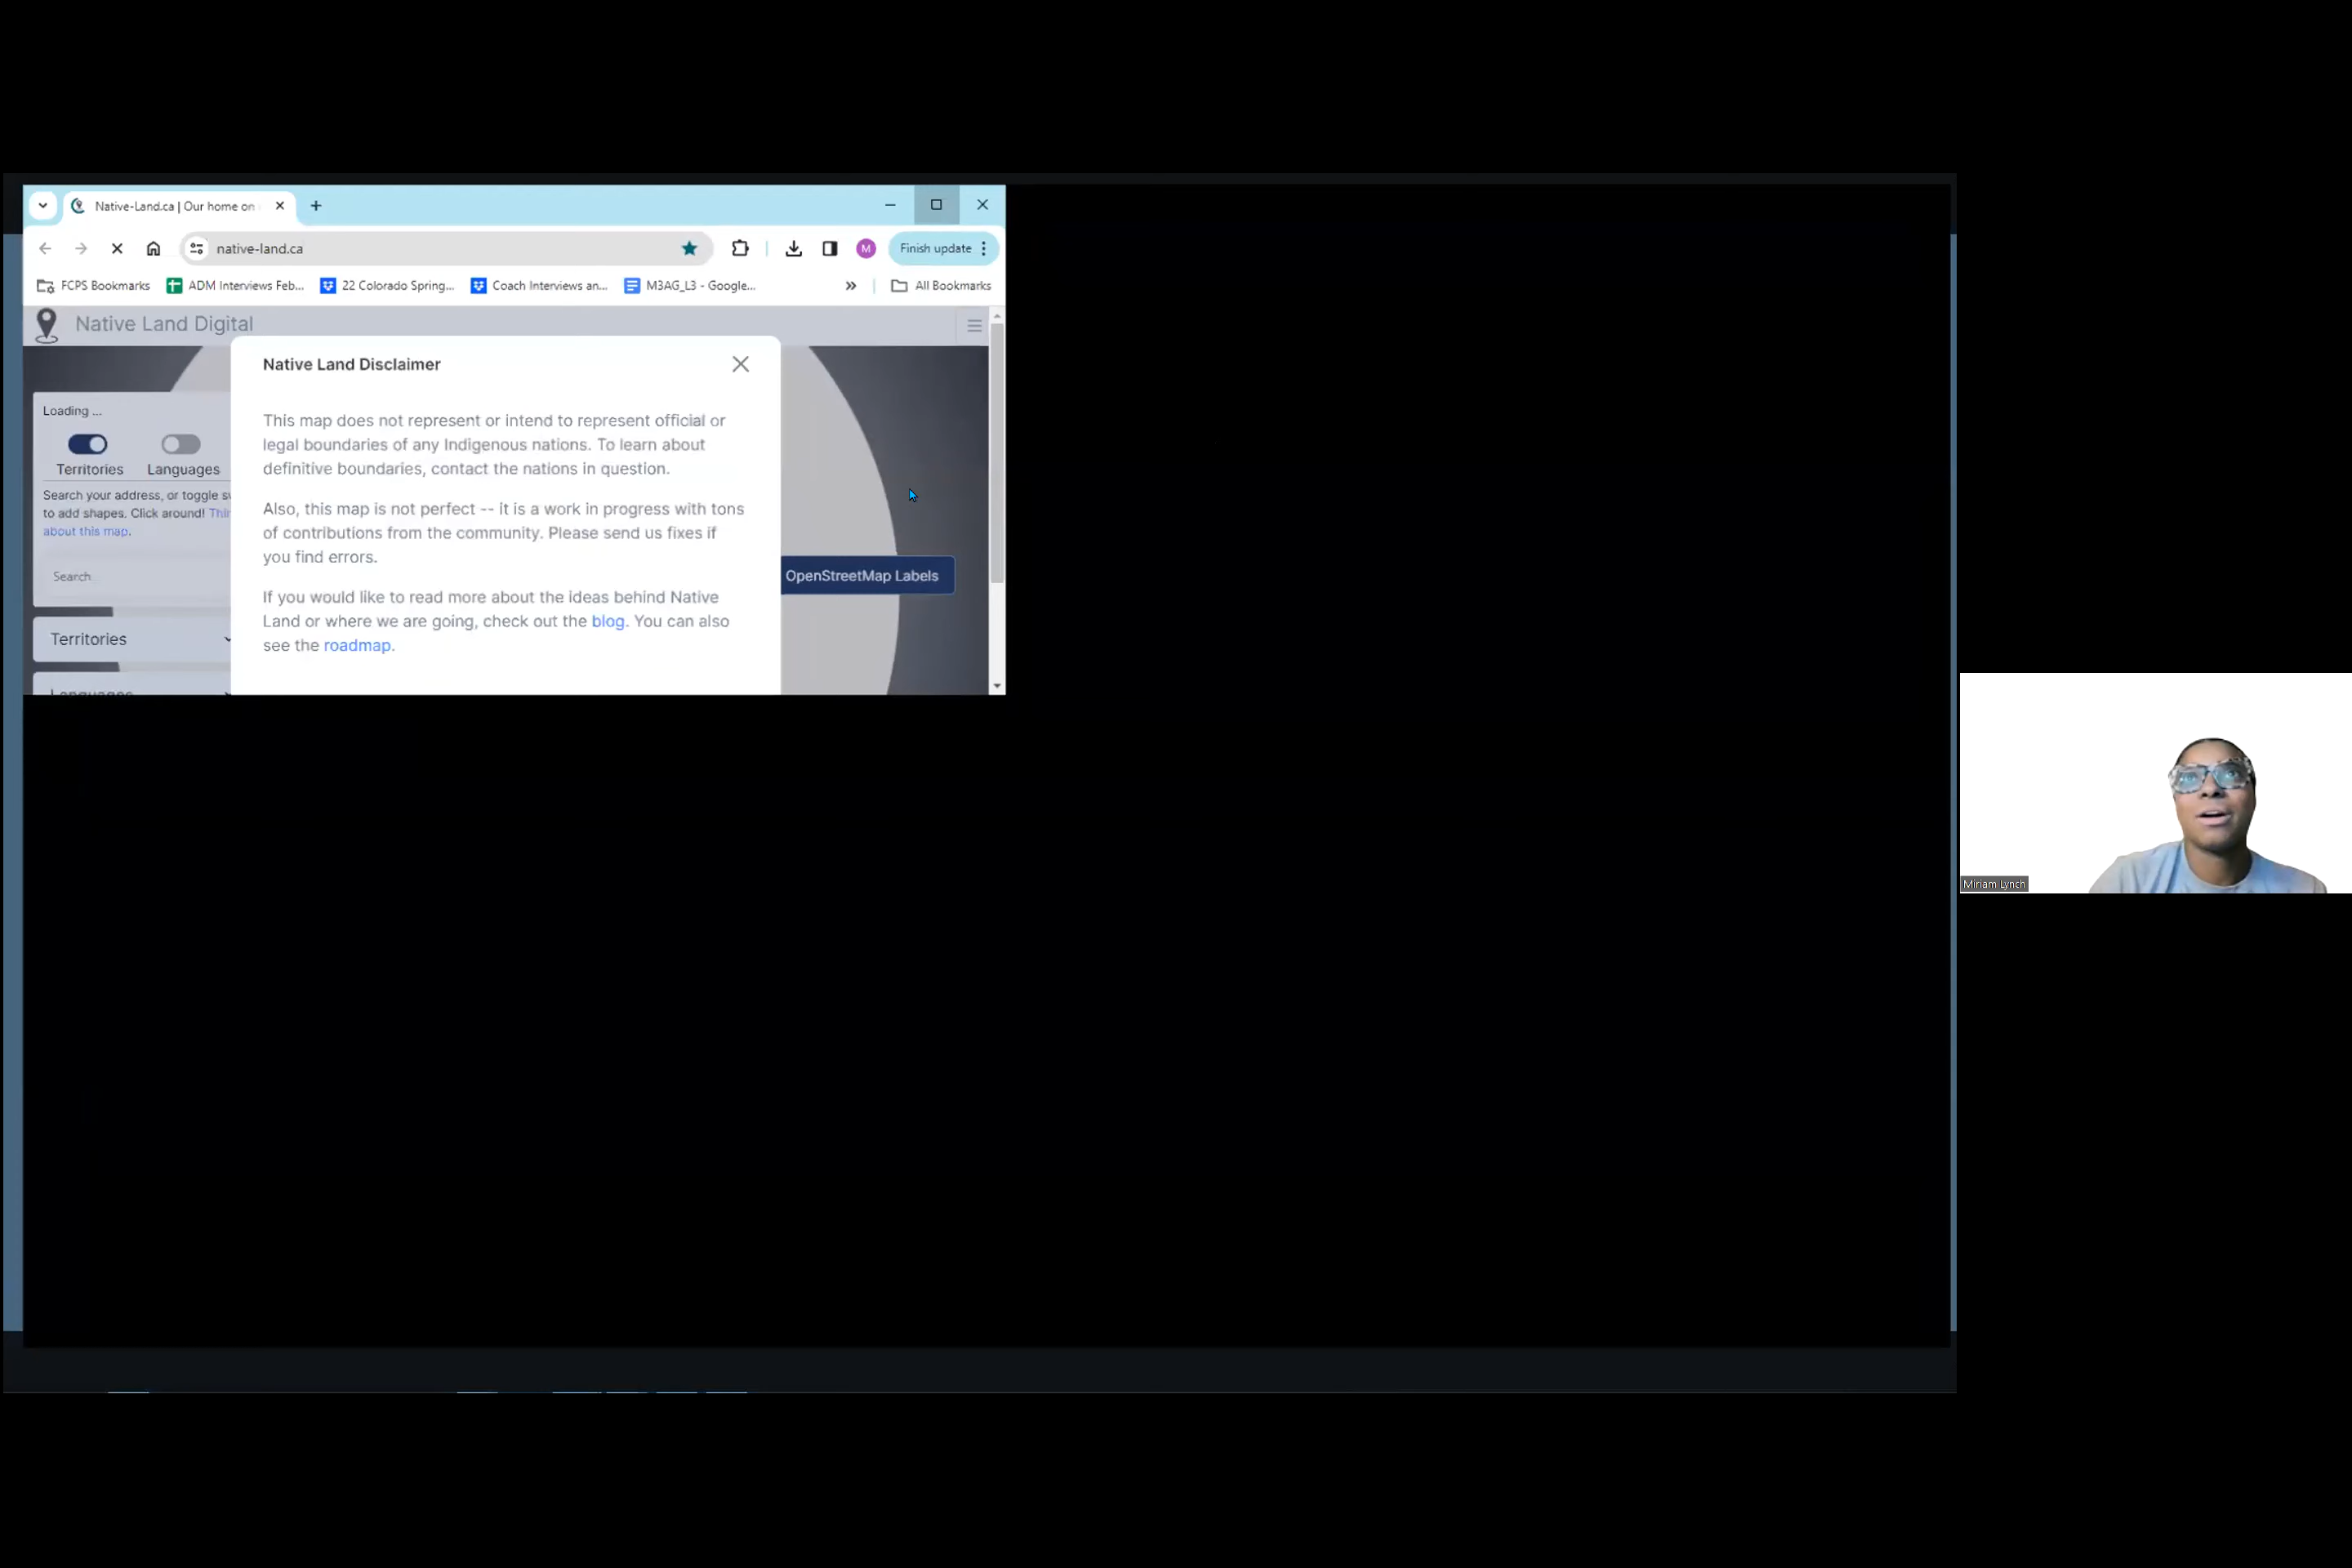 Native-Land.ca | Our home on
native-land.ca
M
Finish update
FCPS Bookmarks
ADM Interviews Feb...
22 Colorado Spring...
Coach Interviews an...
M3AG_L3 - Google...
All Bookmarks
Native Land Digital
Loading ...
Territories
Languages
Search your address, or toggle
to add shapes. Click around!
about this map.
Search
Territories
Languages
Native Land Disclaimer
This map does not represent or intend to represent official or
legal boundaries of any Indigenous nations. To learn about
definitive boundaries, contact the nations in question.
Also, this map is not perfect -- it is a work in progress with tons
of contributions from the community. Please send us fixes if
you find errors.
If you would like to read more about the ideas behind Native
Land or where we are going, check out the blog. You can also
see the roadmap.
OpenStreetMap Labels
Miriam Lynch